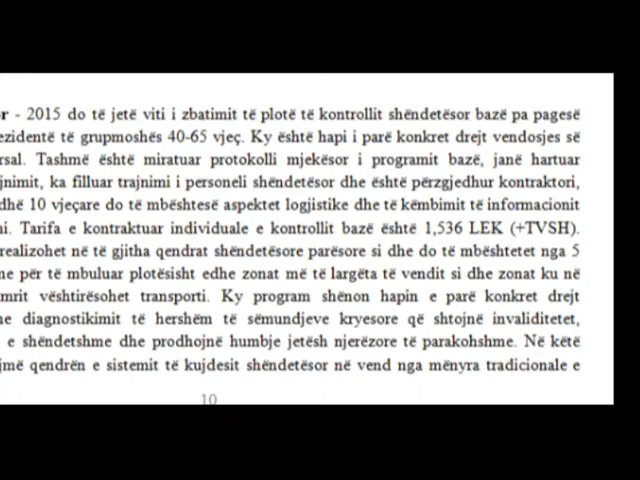 r - 2015 do të jetë viti i zbatimit të plotë të kontrollit shëndetësor bazë pa pagesë
ezidentë të grupmoshës 40-65 vjeç. Ky është hapi i parë konkret drejt vendosjes së
rsal. Tashmë është miratuar protokolli mjekësor i programit bazë, janë hartuar
jnimit, ka filluar trajnimi i personeli shëndetësor dhe është përzgjedhur kontraktori,
dhë 10 vjeçare do të mbështesë aspektet logjistike dhe të këmbimit të informacionit
ni. Tarifa e kontraktuar individuale e kontrollit bazë është 1,536 LEK (+TVSH).
realizohet në të gjitha qendrat shëndetësore parësore si dhe do të mbështetet nga 5
ne për të mbuluar plotësisht edhe zonat më të largëta të vendit si dhe zonat ku në
mrit vështirësohet transporti. Ky program shënon hapin e parë konkret drejt
ne diagnostikimit të hershëm të sëmundjeve kryesore që shtojnë invaliditetet,
e shëndetshme dhe prodhojnë humbje jetësh njerëzore të parakohshme. Në këtë
jmë qendrën e sistemit të kujdesit shëndetësor në vend nga mënyra tradicionale e
10